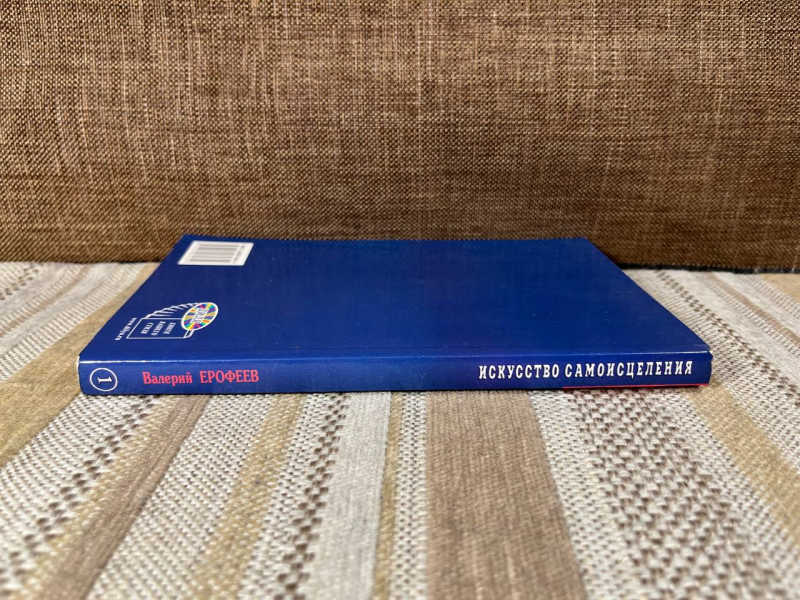 1
Валерий ЕРОФЕЕВ
ИСКУССТВО САМОИСЦЕЛЕНИЯ